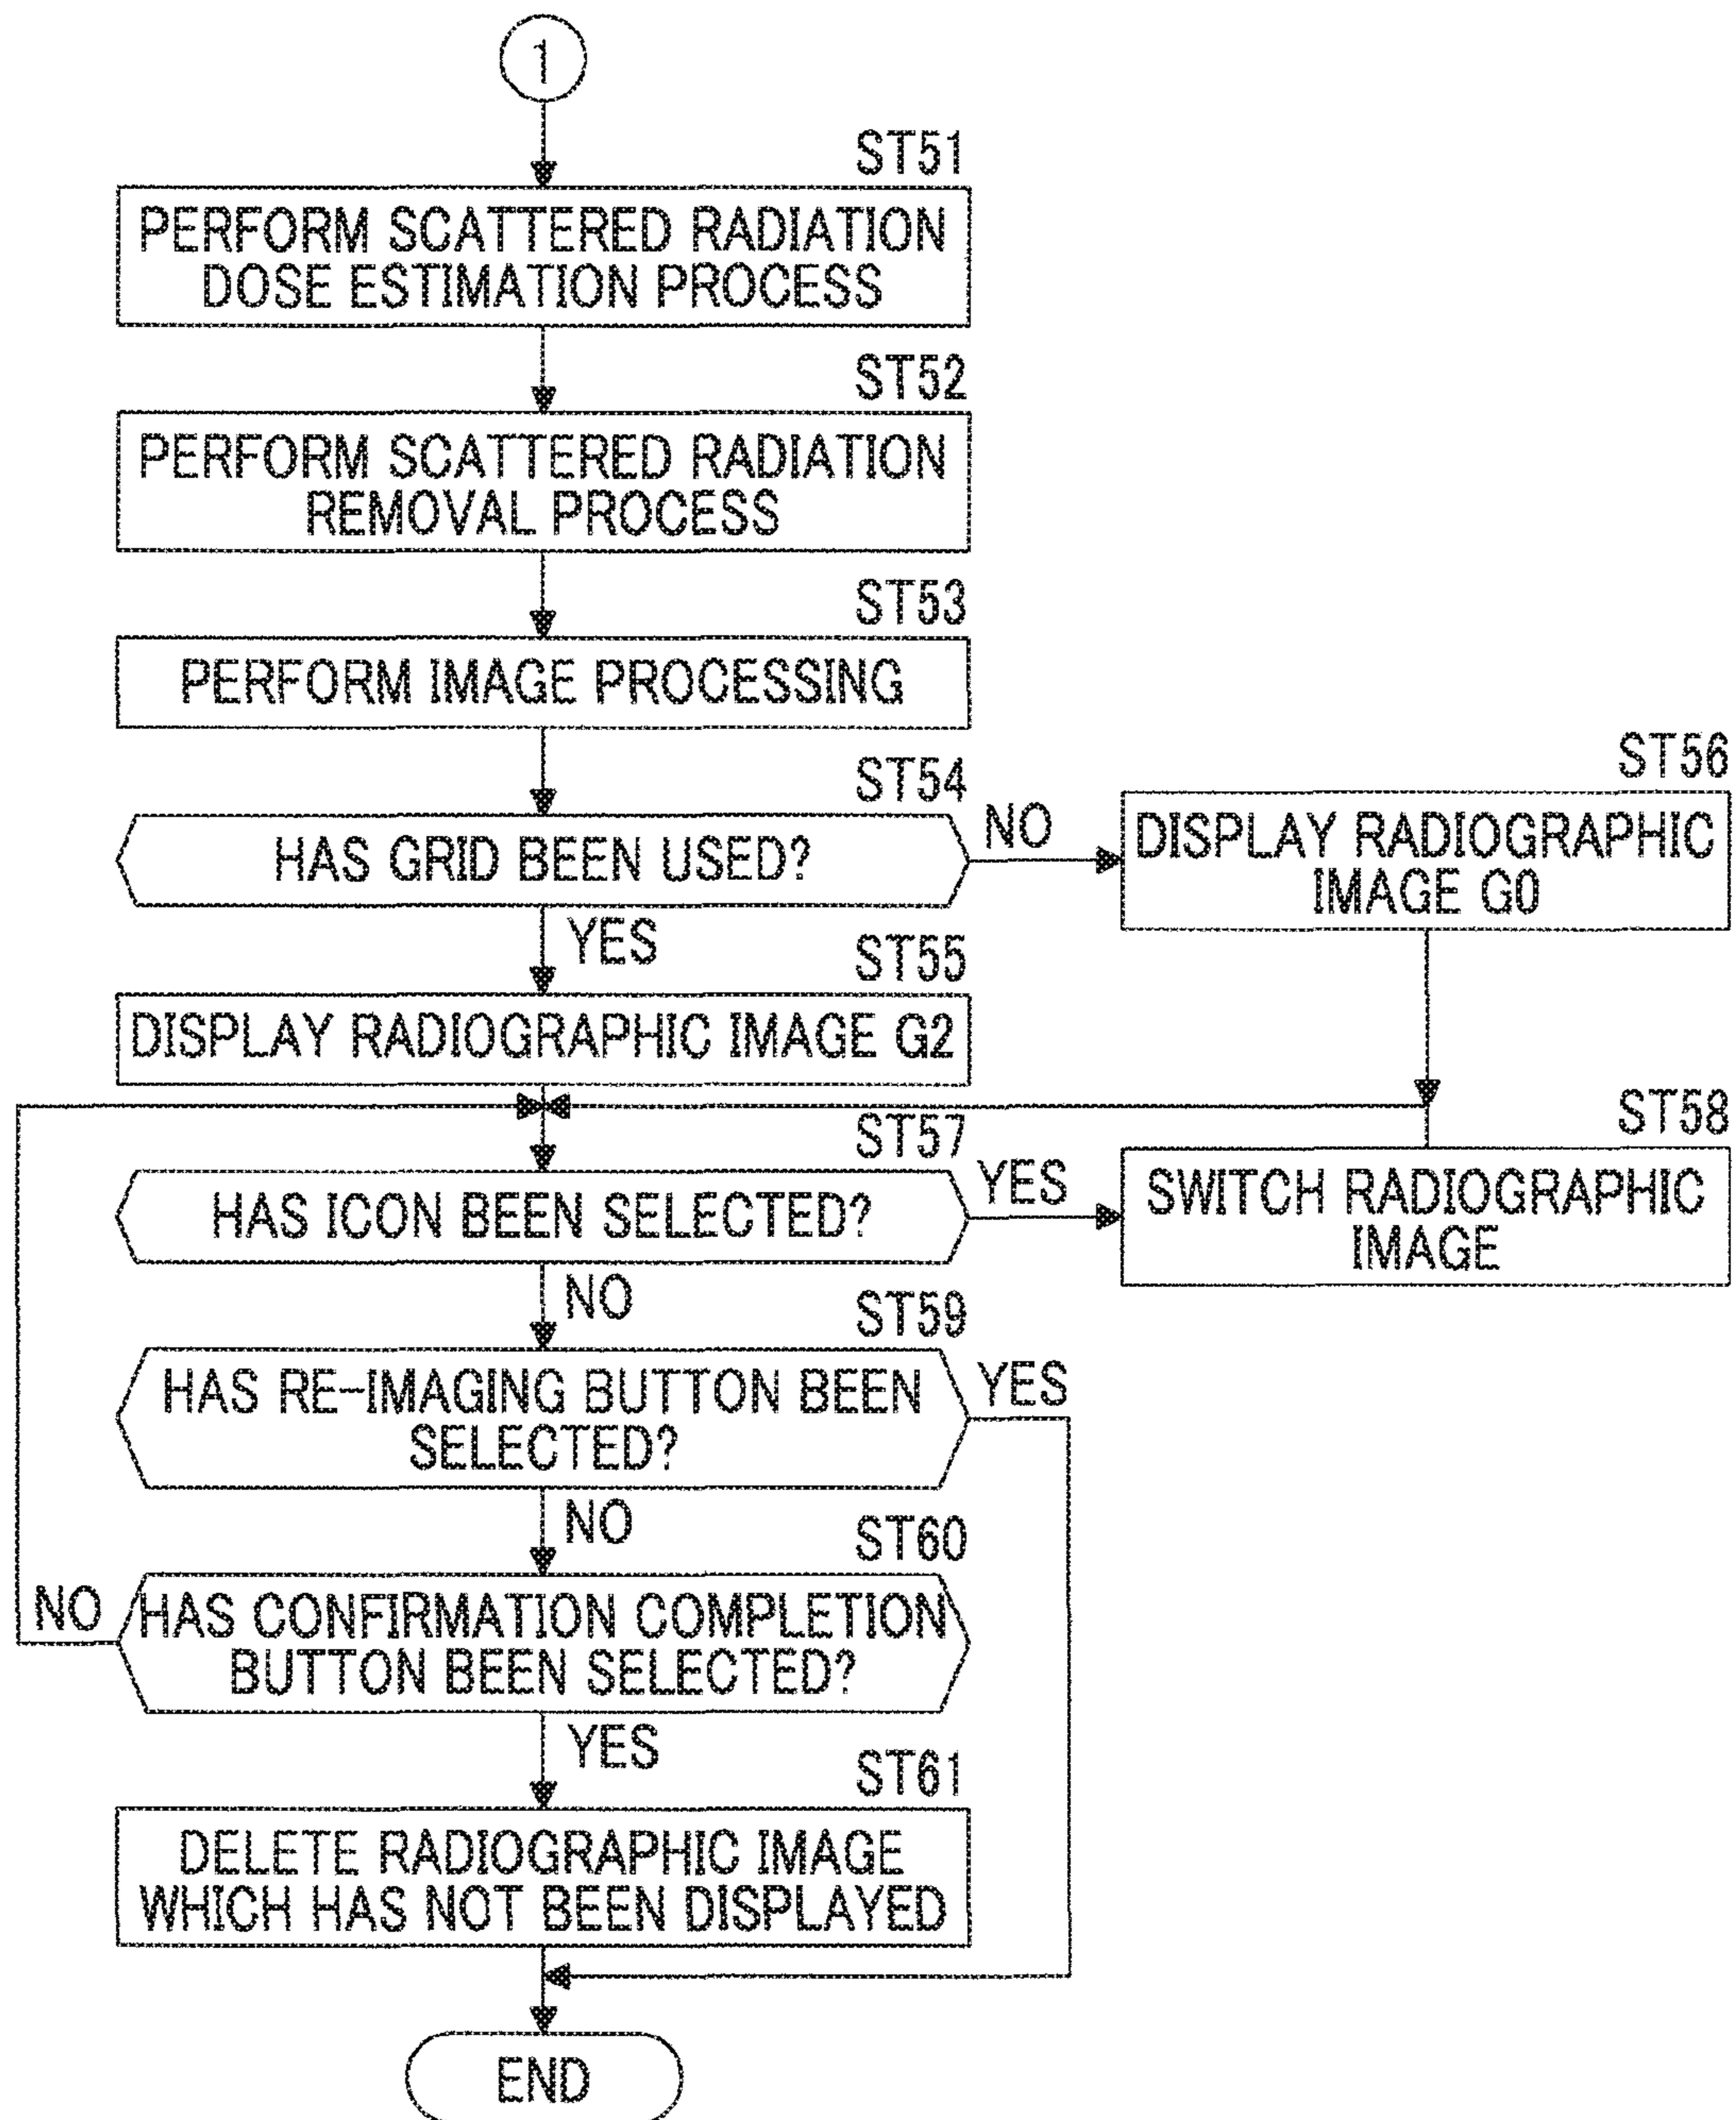 1
ST51
PERFORM SCATTERED RADIATION
DOSE ESTIMATION PROCESS
ST52
PERFORM SCATTERED RADIATION
REMOVAL PROCESS
ST53
PERFORM IMAGE PROCESSING
ST54
HAS GRID BEEN USED?
NO
ST56
DISPLAY RADIOGRAPHIC
IMAGE G0
YES
ST55
DISPLAY RADIOGRAPHIC IMAGE G2
ST57
HAS ICON BEEN SELECTED?
YES
ST58
SWITCH RADIOGRAPHIC
IMAGE
NO
ST59
HAS RE-IMAGING BUTTON BEEN
SELECTED?
YES
NO
ST60
HAS CONFIRMATION COMPLETION
BUTTON BEEN SELECTED?
NO
YES
ST61
DELETE RADIOGRAPHIC IMAGE
WHICH HAS NOT BEEN DISPLAYED
END